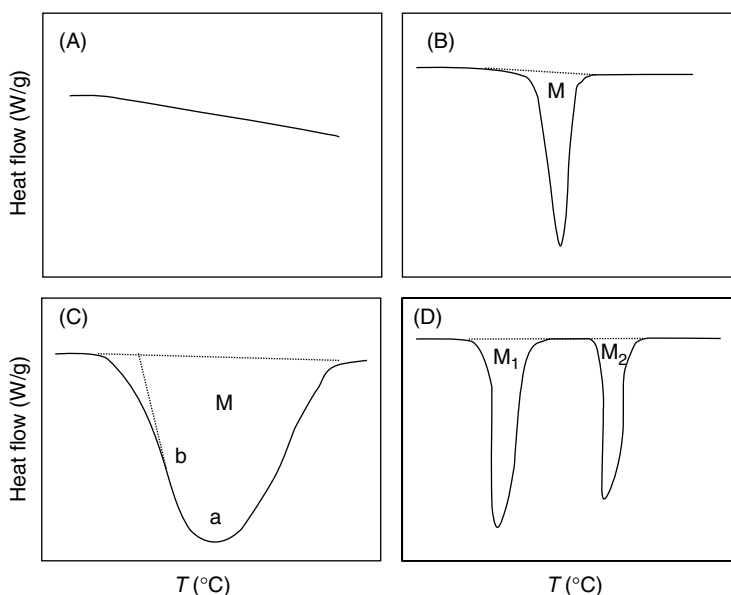 (A)
Heat flow (W/g)
(B)
M
(C)
M
b
a
Heat flow (W/g)
T (°C)
(D)
M₁
M₂
T (°C)